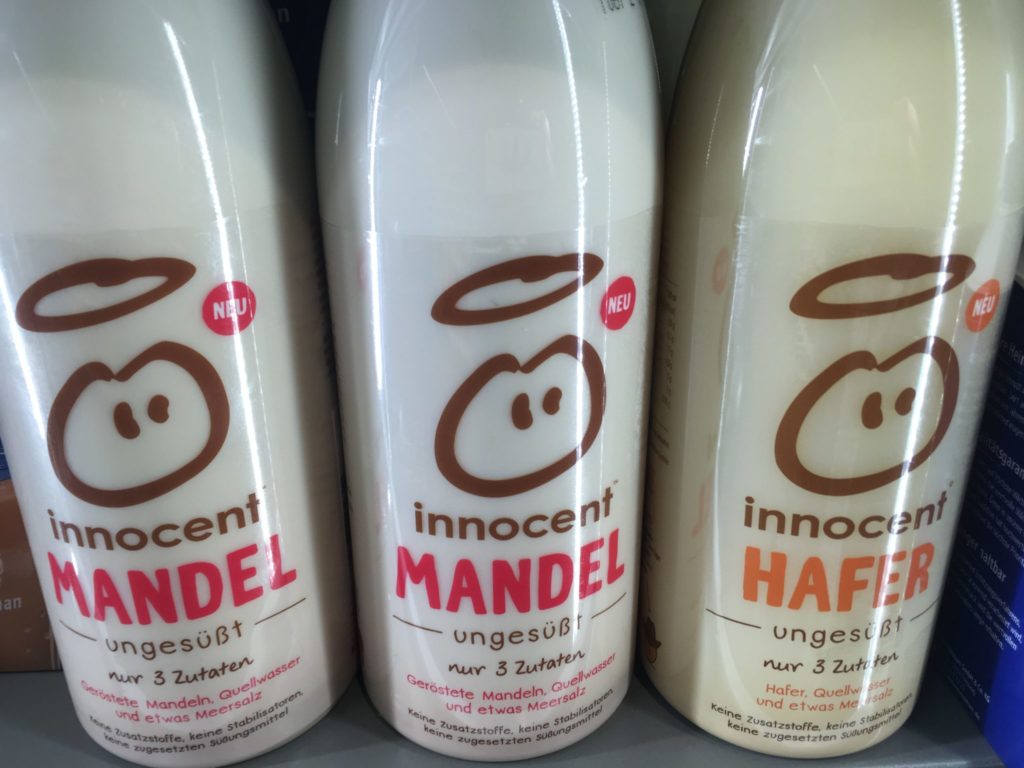 NEU
innocent™
MANDEL
ungesüßt
nur 3 Zutaten
Geröstete Mandeln, Quellwasser
und etwas Meersalz
Keine Zusatzstoffe, keine Stabilisatoren,
keine zugesetzten Süßungsmittel
NEU
innocent™
MANDEL
ungesüßt
nur 3 Zutaten
Geröstete Mandeln, Quellwasser
und etwas Meersalz
Keine Zusatzstoffe, keine Stabilisatoren,
keine zugesetzten Süßungsmittel!
NEU
innocent
HAFER
ungesüßt
nur 3 Zutaten
Hafer, Quellwasser
und etwas Meersalz
Keine Zusatzstoffe, keine Stabilisatoren,
keine zugesetzten Süßungsmittel!